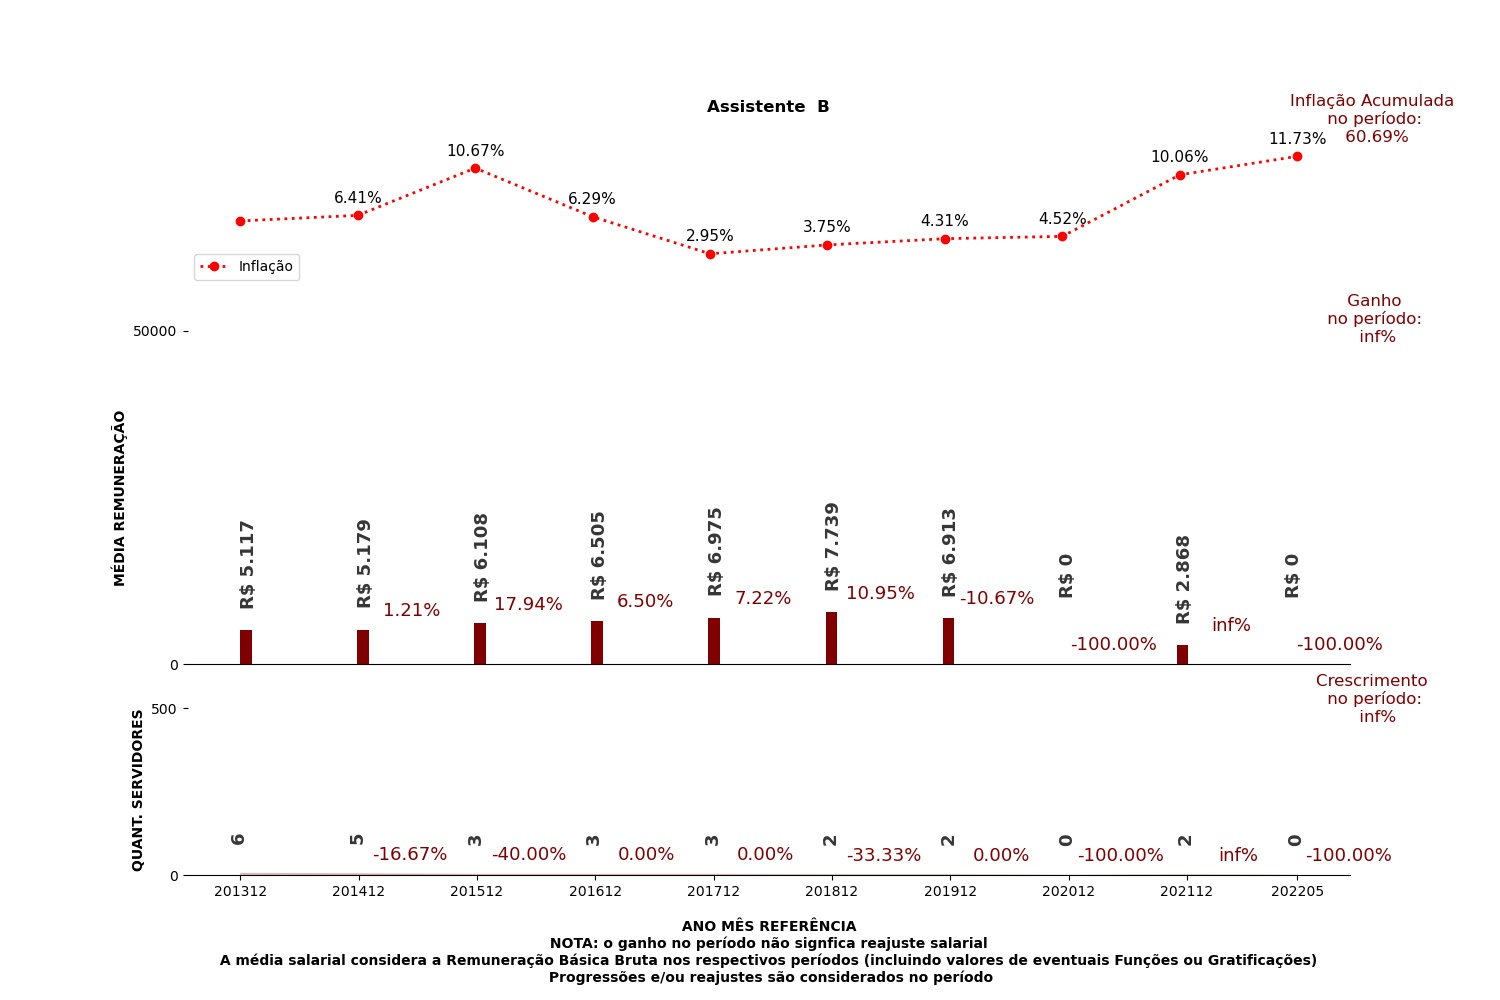 Assistente  B
Inflação Acumulada
no período:
60.69%
6.41%
10.67%
6.29%
2.95%
3.75%
4.31%
4.52%
10.06%
11.73%
Inflação
Ganho
no período:
inf%
50000
0
MÉDIA REMUNERAÇÃO
R$ 5.117
R$ 5.179
R$ 6.108
R$ 6.505
R$ 6.975
R$ 7.739
R$ 6.913
R$ 0
R$ 2.868
R$ 0
1.21%
17.94%
6.50%
7.22%
10.95%
-10.67%
-100.00%
inf%
-100.00%
Crescrimento
no período:
inf%
500
0
QUANT. SERVIDORES
6
5
3
3
3
2
2
0
2
0
-16.67%
-40.00%
0.00%
0.00%
-33.33%
0.00%
-100.00%
inf%
-100.00%
201312
201412
201512
201612
201712
201812
201912
202012
202112
202205
ANO MÊS REFERÊNCIA
NOTA: o ganho no período não signfica reajuste salarial
A média salarial considera a Remuneração Básica Bruta nos respectivos períodos (incluindo valores de eventuais Funções ou Gratificações)
Progressões e/ou reajustes são considerados no período